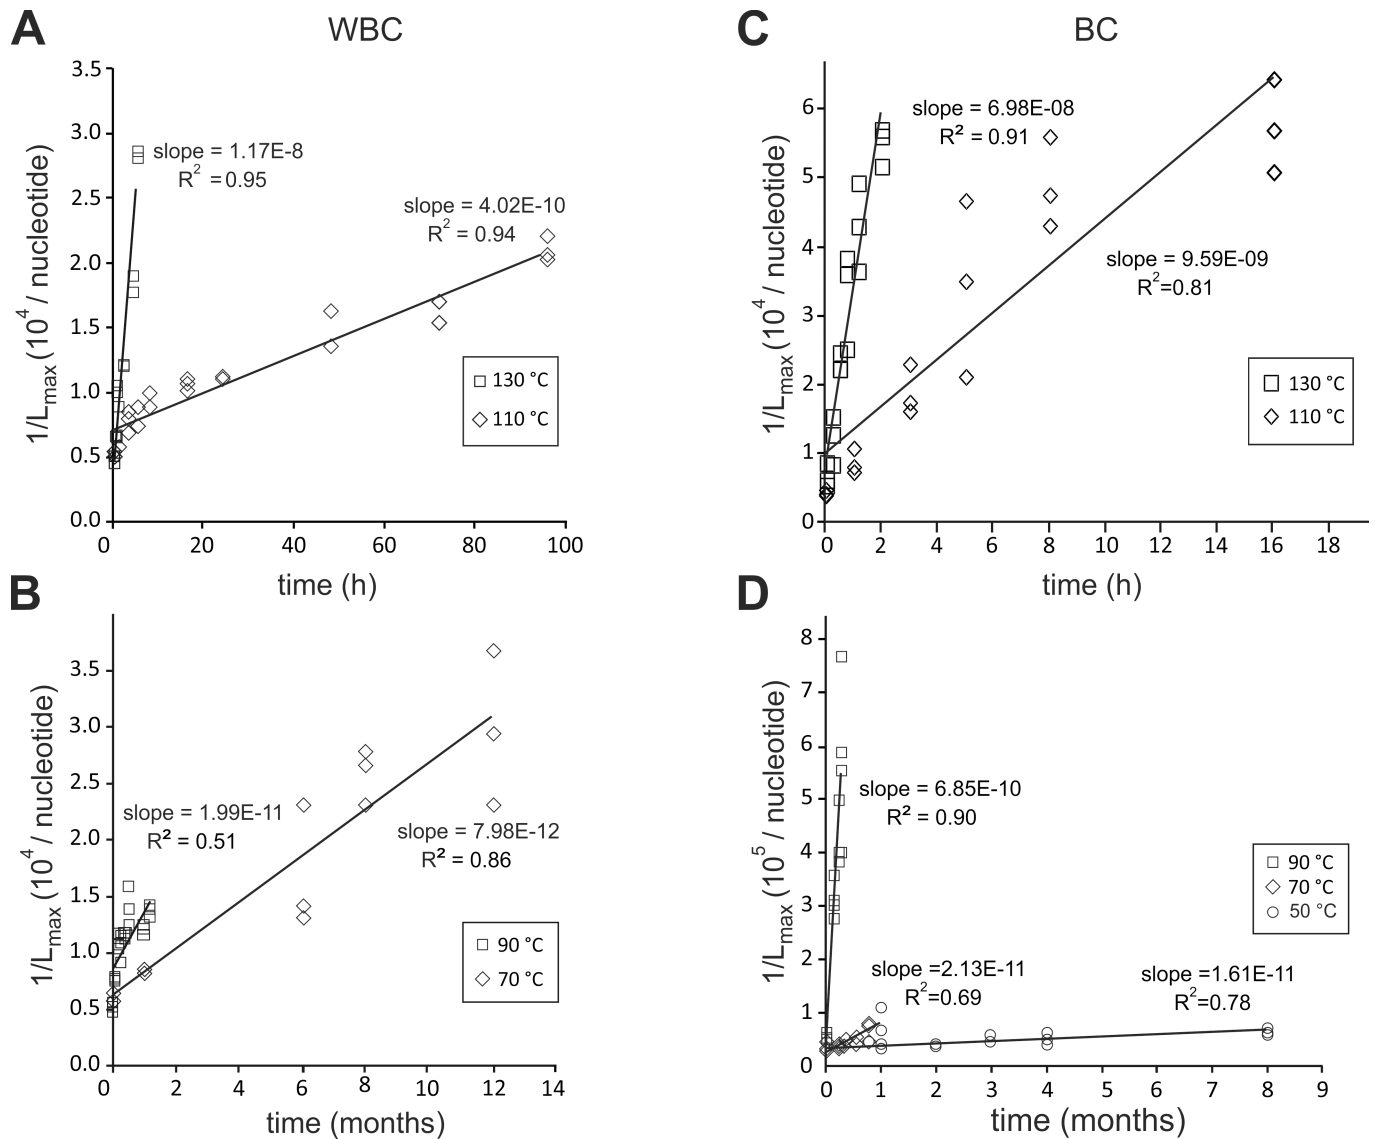 A
WBC
3.5
3.0
2.5
2.0
1.5
1.0
0.5
0.0
1/Lmax (10⁴ / nucleotide)
slope = 1.17E-8
R² =0.95
slope = 4.02E-10
R² = 0.94
130 °C
110 °C
0 20 40 60 80 100
time (h)
B
3.5
3.0
2.5
2.0
1.5
1.0
0.5
0.0
1/Lmax (10⁴ / nucleotide)
slope = 1.99E-11
R² = 0.51
slope = 7.98E-12
R² = 0.86
90 °C
70 °C
0 2 4 6 8 10 12 14
time (months)
C
BC
6
5
4
3
2
1
0
1/Lmax (10⁴ / nucleotide)
slope = 6.98E-08
R² = 0.91
slope = 9.59E-09
R²=0.81
130 °C
110 °C
0 2 4 6 8 10 12 14 16 18
time (h)
D
8
7
6
5
4
3
2
1
0
1/Lmax (10⁵ / nucleotide)
slope = 6.85E-10
R² = 0.90
90 °C
70 °C
50 °C
slope =2.13E-11
R²=0.69
slope =1.61E-11
R²=0.78
0 1 2 3 4 5 6 7 8 9
time (months)